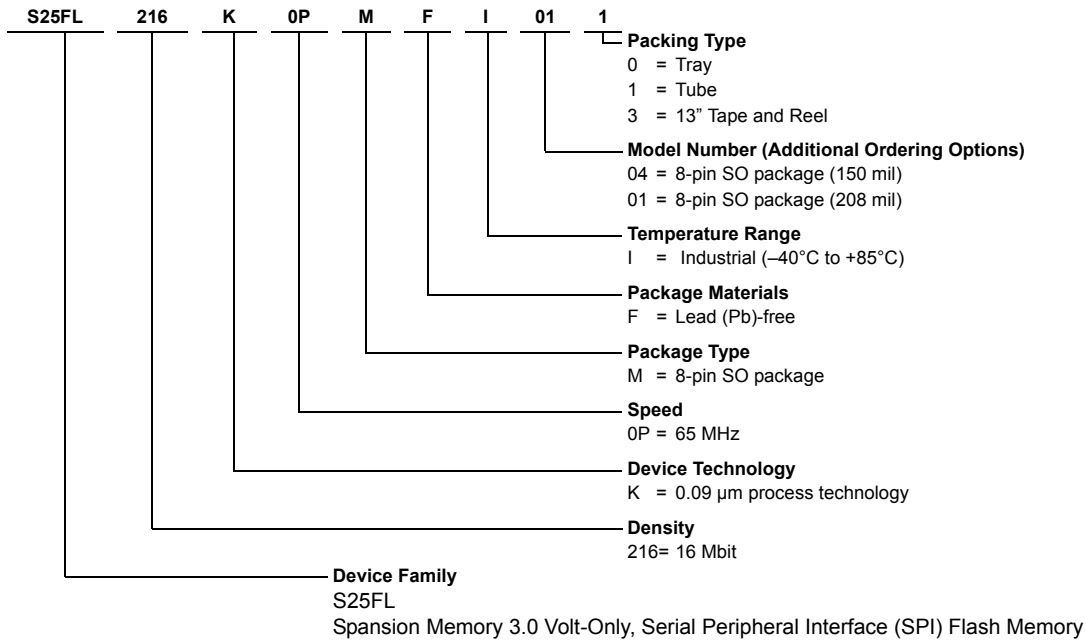 S25FL 216 K 0P M F I 01 1
Packing Type
0 = Tray
1 = Tube
3 = 13” Tape and Reel
Model Number (Additional Ordering Options)
04 = 8-pin SO package (150 mil)
01 = 8-pin SO package (208 mil)
Temperature Range
I = Industrial (–40°C to +85°C)
Package Materials
F = Lead (Pb)-free
Package Type
M = 8-pin SO package
Speed
0P = 65 MHz
Device Technology
K = 0.09 µm process technology
Density
216= 16 Mbit
Device Family
S25FL
Spansion Memory 3.0 Volt-Only, Serial Peripheral Interface (SPI) Flash Memory